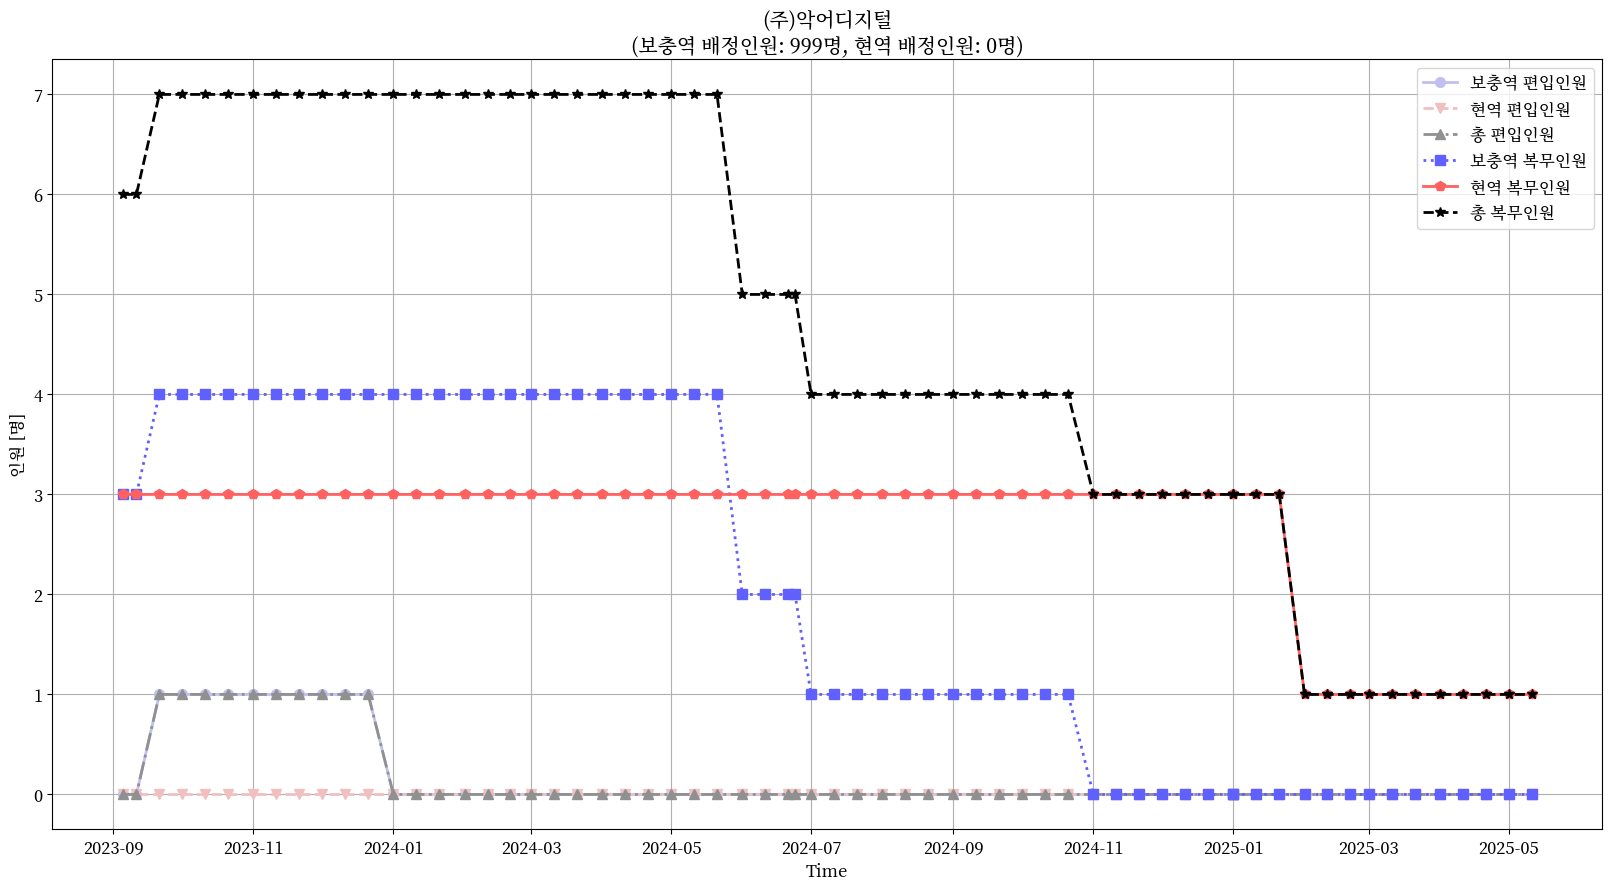 (주)악어디지털
(보충역 배정인원: 999명, 현역 배정인원: 0명)
보충역 편입인원
현역 편입인원
총 편입인원
보충역 복무인원
현역 복무인원
총 복무인원
인원 [명]
7
6
5
4
3
2
1
0
2023-09 2023-11 2024-01 2024-03 2024-05 2024-07 2024-09 2024-11 2025-01 2025-03 2025-05
Time